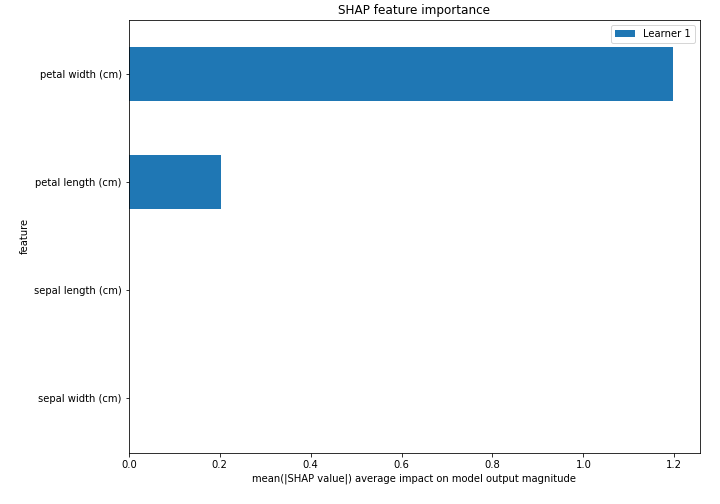 SHAP feature importance
Learner 1
petal width (cm)
petal length (cm)
sepal length (cm)
sepal width (cm)
feature
0.0 0.2 0.4 0.6 0.8 1.0 1.2
mean(|SHAP value|) average impact on model output magnitude